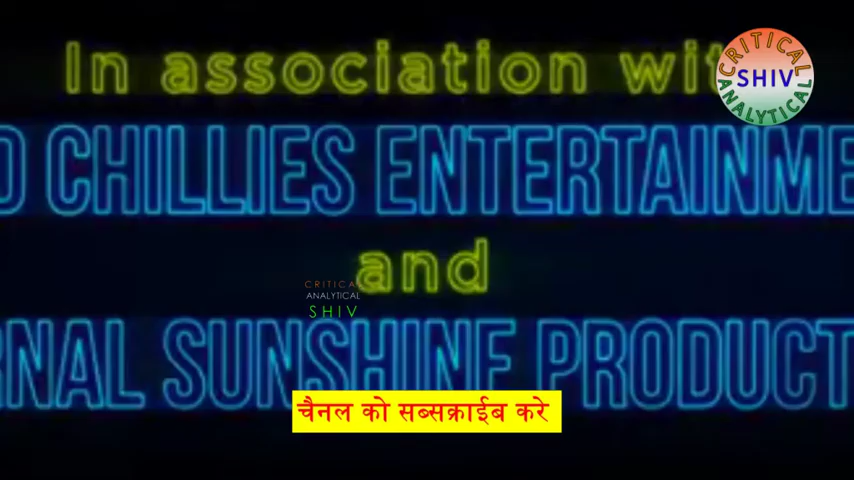 In association wit
CRITICAL
SHIV
ANALYTICAL
D CHILLIES ENTERTAINME
and
CRITICAL
ANALYTICAL
SHIV
RNAL SUNSHINE PRODUCT
चैनल को सब्सक्राईब करे